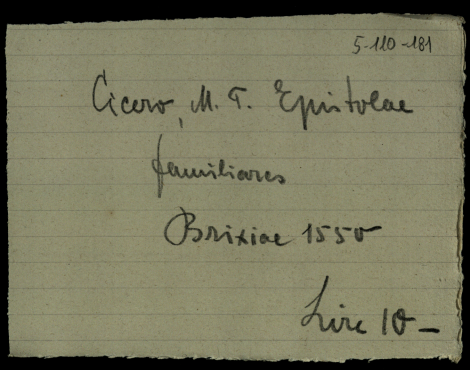 5-110-181
Cicero, M. T. Epistolae
familiares
Brixiae 1550
Lire 10 –